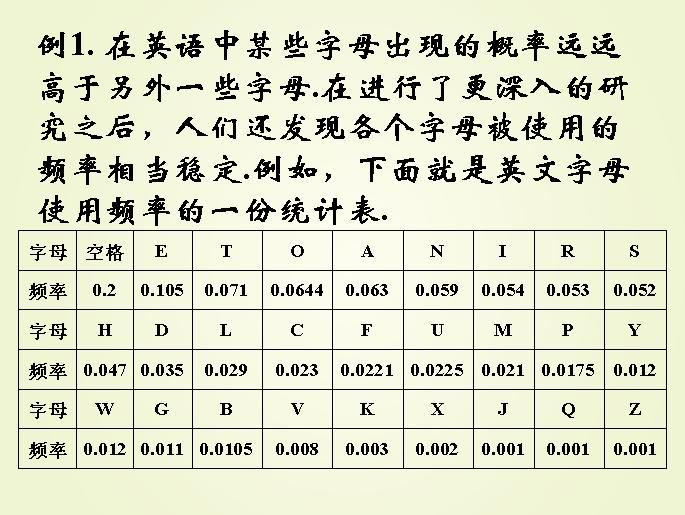 例1. 在英语中某些字母出现的概率远远
高于另外一些字母.在进行了更深入的研
究之后，人们还发现各个字母被使用的
频率相当稳定.例如，下面就是英文字母
使用频率的一份统计表.
字母 空格 E T O A N I R S
频率 0.2 0.105 0.071 0.0644 0.063 0.059 0.054 0.053 0.052
字母 H D L C F U M P Y
频率 0.047 0.035 0.029 0.023 0.0221 0.0225 0.021 0.0175 0.012
字母 W G B V K X J Q Z
频率 0.012 0.011 0.0105 0.008 0.003 0.002 0.001 0.001 0.001